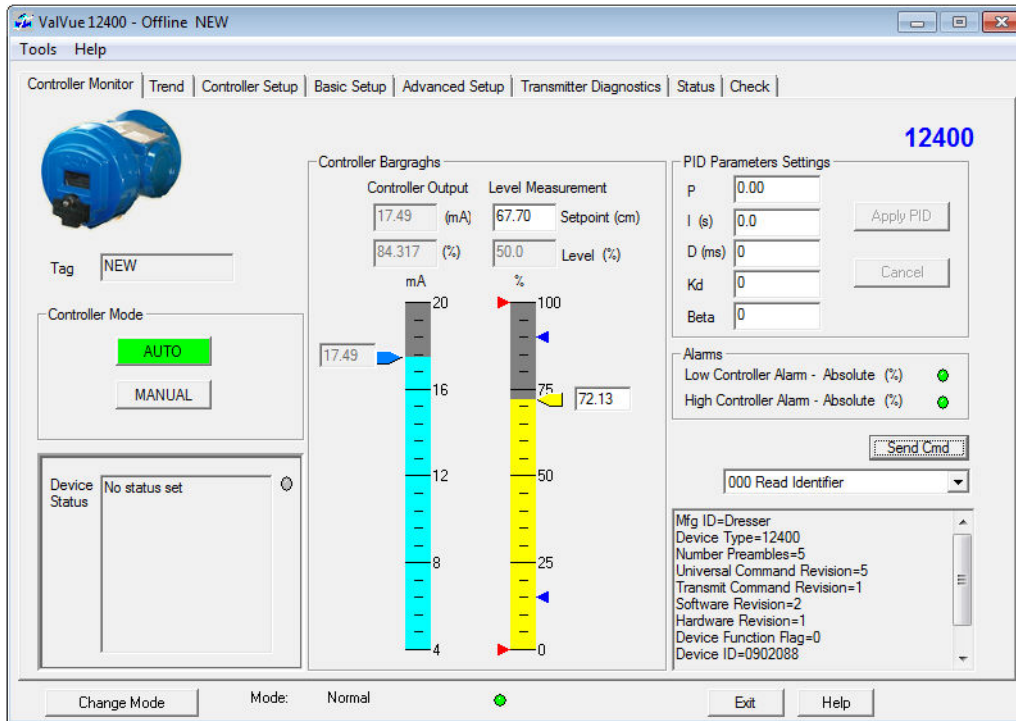 ValVue 12400 - Offline NEW
Tools Help
Controller Monitor Trend Controller Setup Basic Setup Advanced Setup Transmitter Diagnostics Status Check
12400
Tag NEW
Controller Mode
AUTO
MANUAL
Device Status
No status set
Controller Bargraghs
Controller Output Level Measurement
17.49 (mA) 67.70 Setpoint (cm)
84.317 (%) 50.0 Level (%)
mA %
20 100
17.49
16 75
72.13
12 50
8 25
4 0
PID Parameters Settings
P 0.00
I (s) 0.0
D (ms) 0
Kd 0
Beta 0
Apply PID
Cancel
Alarms
Low Controller Alarm - Absolute (%)
High Controller Alarm - Absolute (%)
Send Cmd
000 Read Identifier
Mfg ID=Dresser
Device Type=12400
Number Preambles=5
Universal Command Revision=5
Transmit Command Revision=1
Software Revision=2
Hardware Revision=1
Device Function Flag=0
Device ID=0902088
Change Mode Mode: Normal Exit Help